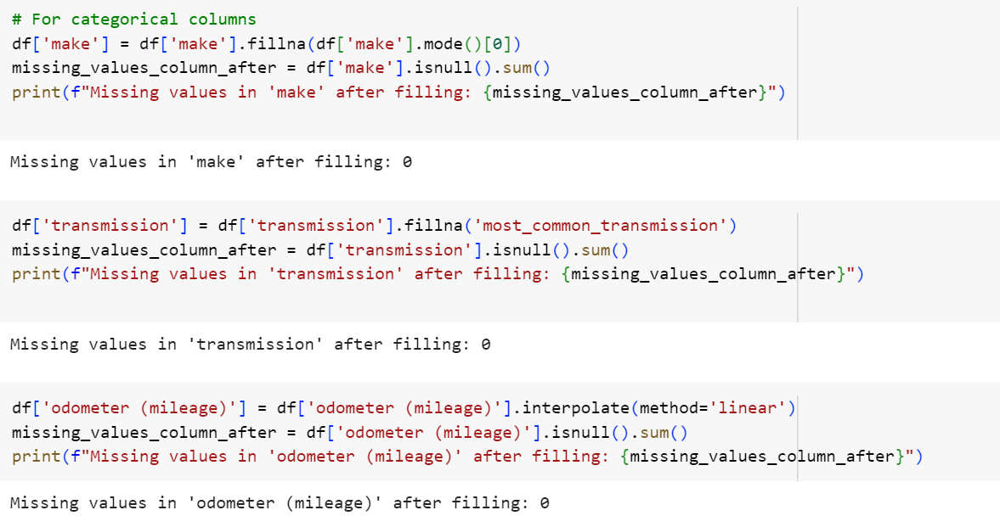 # For categorical columns
df['make'] = df['make'].fillna(df['make'].mode()[0])
missing_values_column_after = df['make'].isnull().sum()
print(f"Missing values in 'make' after filling: {missing_values_column_after}")
Missing values in 'make' after filling: 0
df['transmission'] = df['transmission'].fillna('most_common_transmission')
missing_values_column_after = df['transmission'].isnull().sum()
print(f"Missing values in 'transmission' after filling: {missing_values_column_after}")
Missing values in 'transmission' after filling: 0
df['odometer (mileage)'] = df['odometer (mileage)'].interpolate(method='linear')
missing_values_column_after = df['odometer (mileage)'].isnull().sum()
print(f"Missing values in 'odometer (mileage)' after filling: {missing_values_column_after}")
Missing values in 'odometer (mileage)' after filling: 0